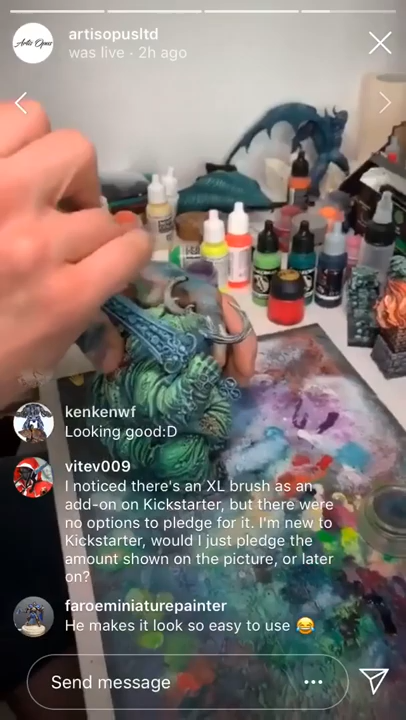 Artis Opus
artisopusltd
was live · 2h ago
kenkenwf
Looking good:D
vitev009
I noticed there's an XL brush as an
add-on on Kickstarter, but there were
no options to pledge for it. I'm new to
Kickstarter, would I just pledge the
amount shown on the picture, or later
on?
faroeminiaturepainter
He makes it look so easy to use 😂
Send message